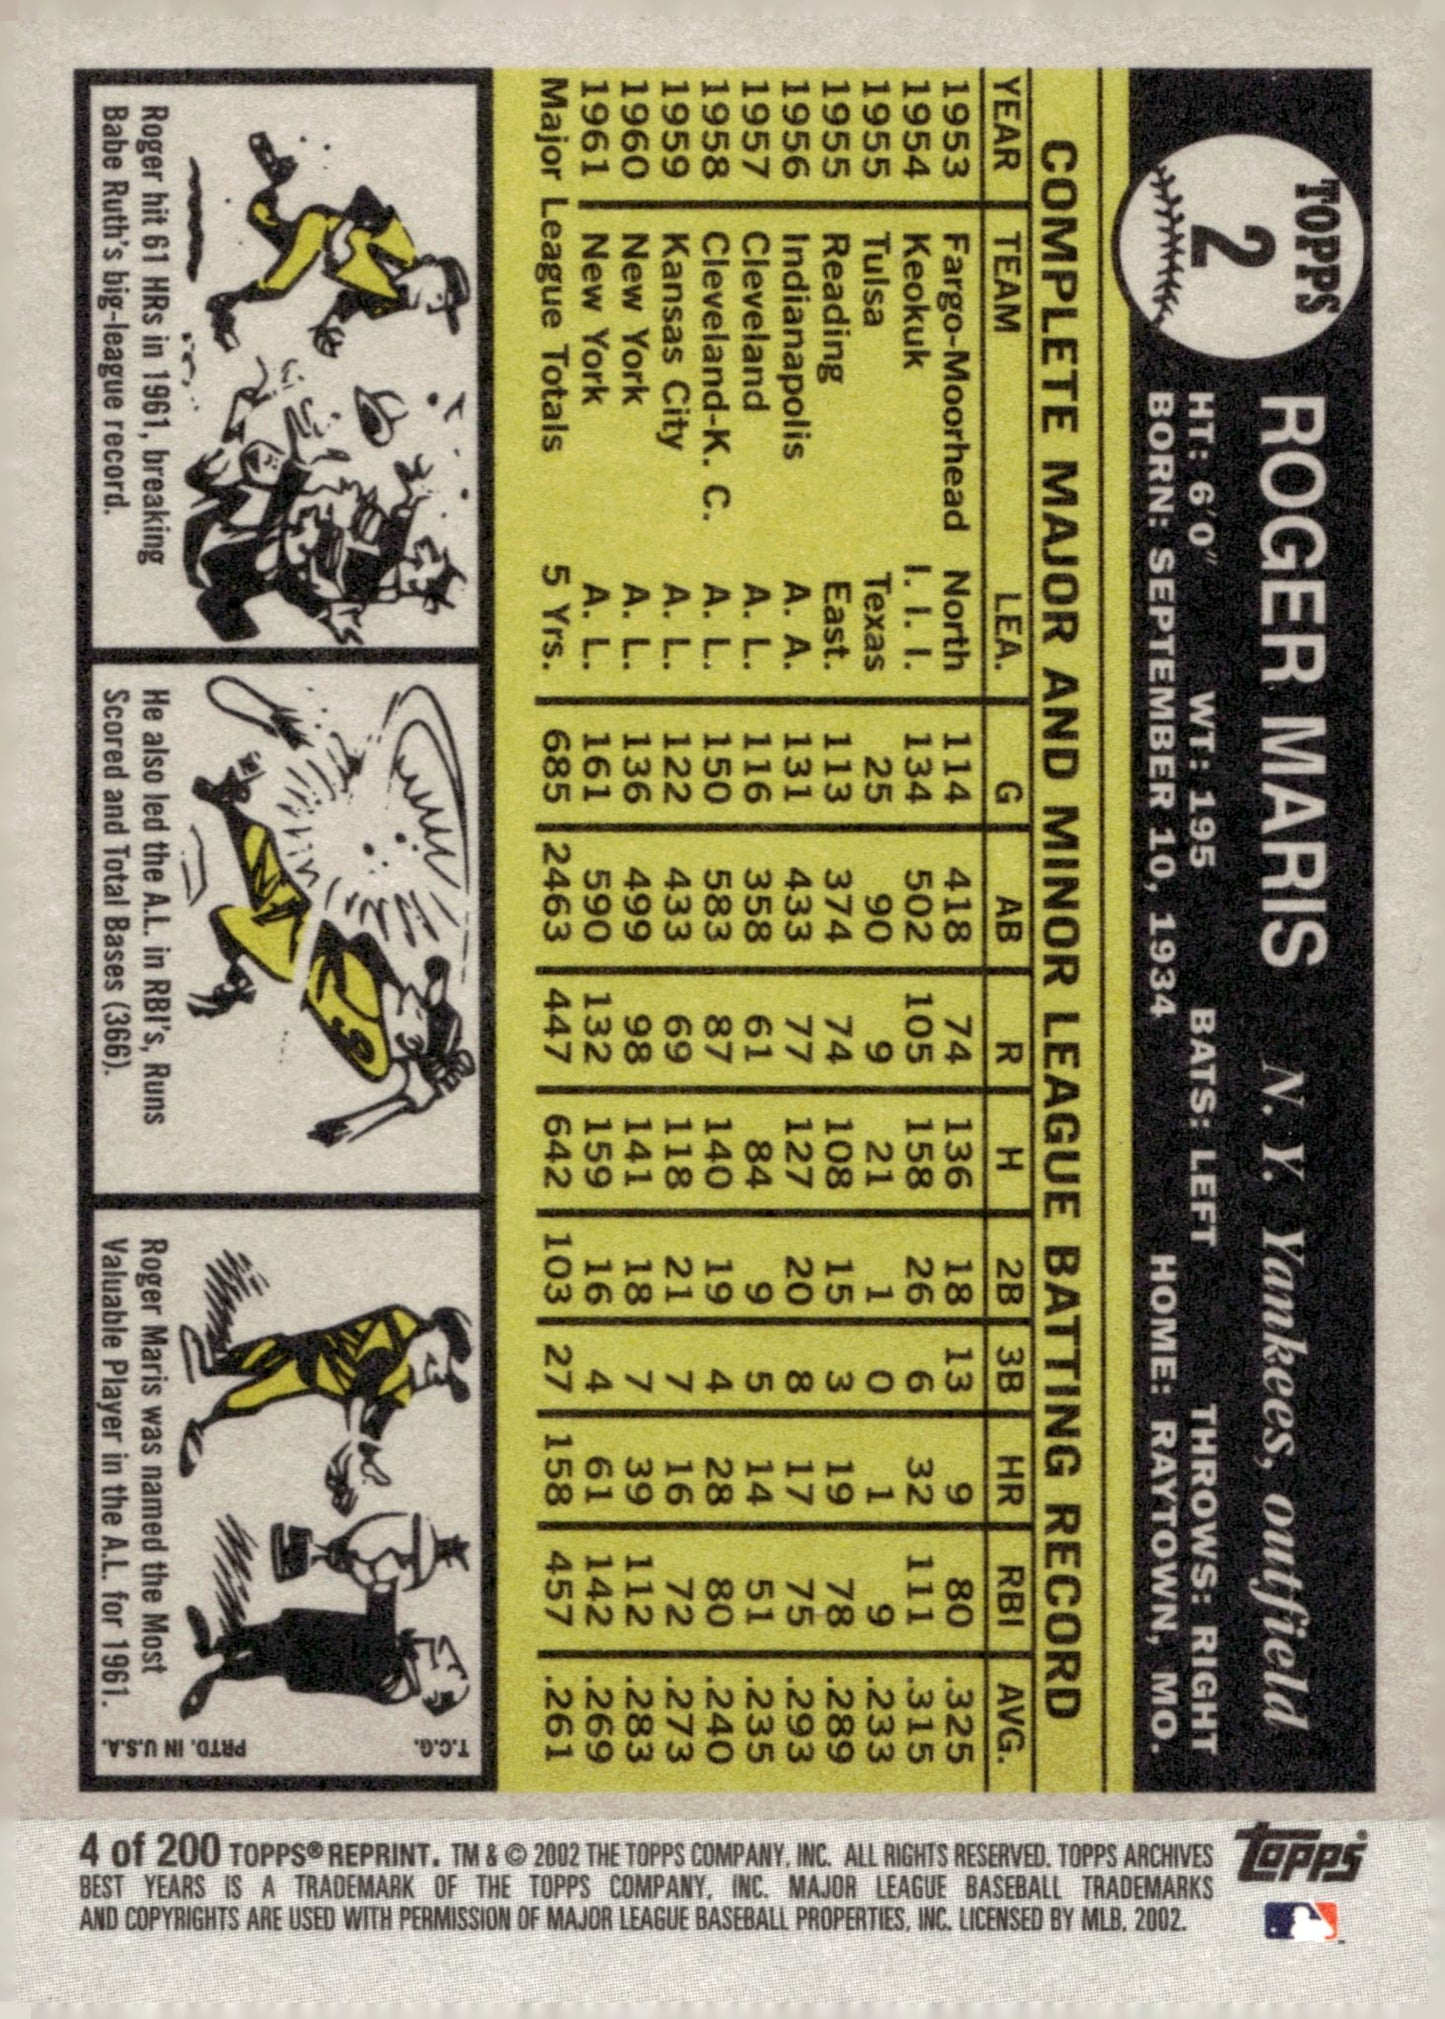 TOPPS
2
ROGER MARIS N. Y. Yankees, outfield
HT: 6'0" WT: 195 BATS: LEFT THROWS: RIGHT
BORN: SEPTEMBER 10, 1934 HOME: RAYTOWN, MO.
COMPLETE MAJOR AND MINOR LEAGUE BATTING RECORD
YEAR TEAM LEA. G AB R H 2B 3B HR RBI AVG.
1953 Fargo-Moorhead North 114 418 74 136 18 13 9 80 .325
1954 Keokuk I. I. I. 134 502 105 158 26 6 32 111 .315
1955 Tulsa Texas 25 90 9 21 1 0 1 9 .233
1955 Reading East. 113 374 74 108 15 3 19 78 .289
1956 Indianapolis A. A. 131 433 77 127 20 8 17 75 .293
1957 Cleveland A. L. 116 358 61 84 9 5 14 51 .235
1958 Cleveland-K. C. A. L. 150 583 87 140 19 4 28 80 .240
1959 Kansas City A. L. 122 433 69 118 21 7 16 72 .273
1960 New York A. L. 136 499 98 141 18 7 39 112 .283
1961 New York A. L. 161 590 132 159 16 4 61 142 .269
Major League Totals 5 Yrs. 685 2463 447 642 103 27 158 457 .261
Roger hit 61 HRs in 1961, breaking
Babe Ruth's big-league record.
He also led the A.L. in RBI's, Runs
Scored and Total Bases (366).
Roger Maris was named the Most
Valuable Player in the A.L. for 1961.
T.C.G. PRTD. IN U.S.A.
4 of 200 TOPPS® REPRINT. TM & © 2002 THE TOPPS COMPANY, INC. ALL RIGHTS RESERVED. TOPPS ARCHIVES
BEST YEARS IS A TRADEMARK OF THE TOPPS COMPANY, INC. MAJOR LEAGUE BASEBALL TRADEMARKS
AND COPYRIGHTS ARE USED WITH PERMISSION OF MAJOR LEAGUE BASEBALL PROPERTIES, INC. LICENSED BY MLB, 2002.
Topps